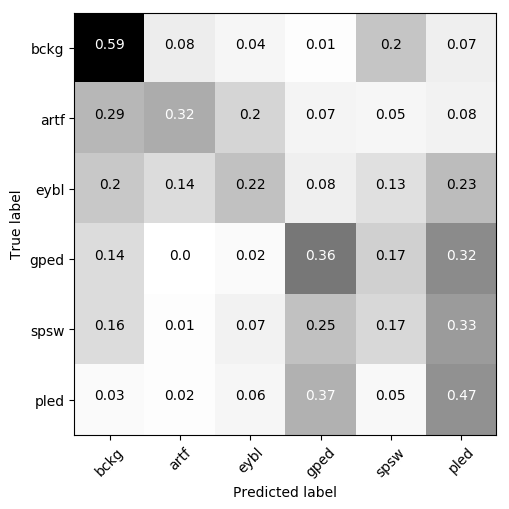 bckg 0.59 0.08 0.04 0.01 0.2 0.07
artf 0.29 0.32 0.2 0.07 0.05 0.08
eybl 0.2 0.14 0.22 0.08 0.13 0.23
gped 0.14 0.0 0.02 0.36 0.17 0.32
spsw 0.16 0.01 0.07 0.25 0.17 0.33
pled 0.03 0.02 0.06 0.37 0.05 0.47
bckg artf eybl gped spsw pled
True label
Predicted label